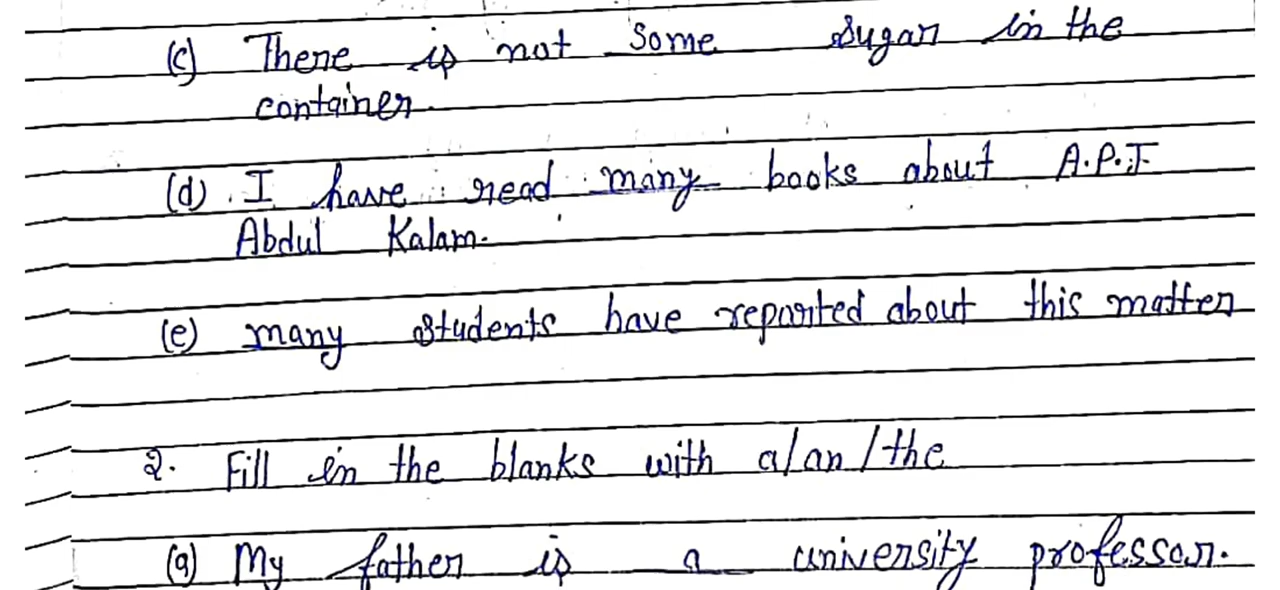 (c) There is not some sugar in the
container.
(d) I have read many books about A.P.J
Abdul Kalam.
(e) many students have reported about this matter
2. Fill in the blanks with a/an/the
(a) My father is a university professor.